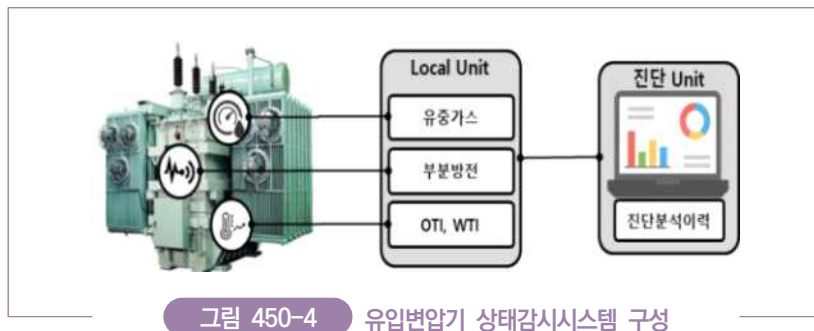 Local Unit
유중가스
부분방전
OTI, WTI
진단 Unit
진단분석이력
그림 450-4 유입변압기 상태감시시스템 구성